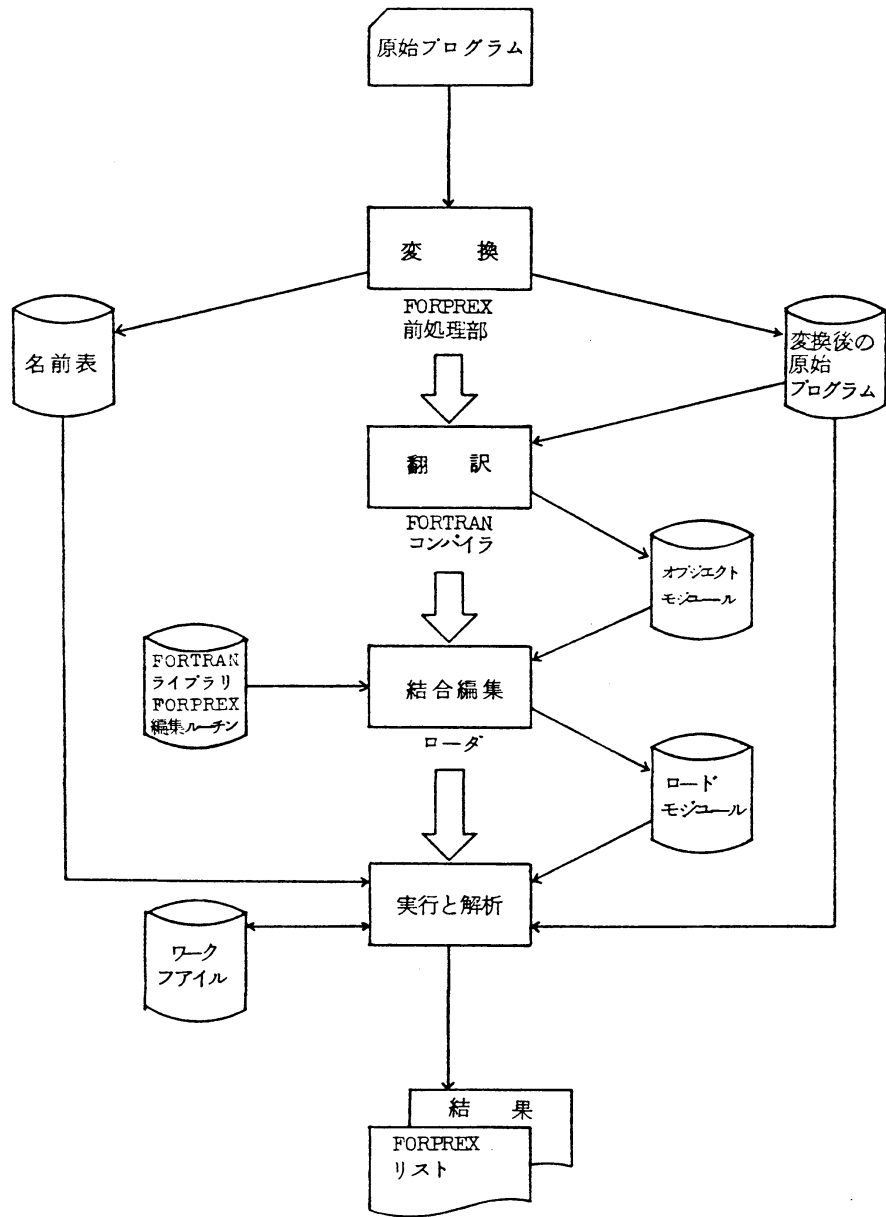 原始プログラム
変換
FORPREX
前処理部
名前表
変換後の
原始
プログラム
翻訳
FORTRAN
コンパイラ
オブジエクト
モジユール
FORTRAN
ライブラリ
FORPREX
編集ルーチン
結合編集
ローダ
ロード
モジユール
実行と解析
ワーク
フアイル
結果
FORPREX
リスト